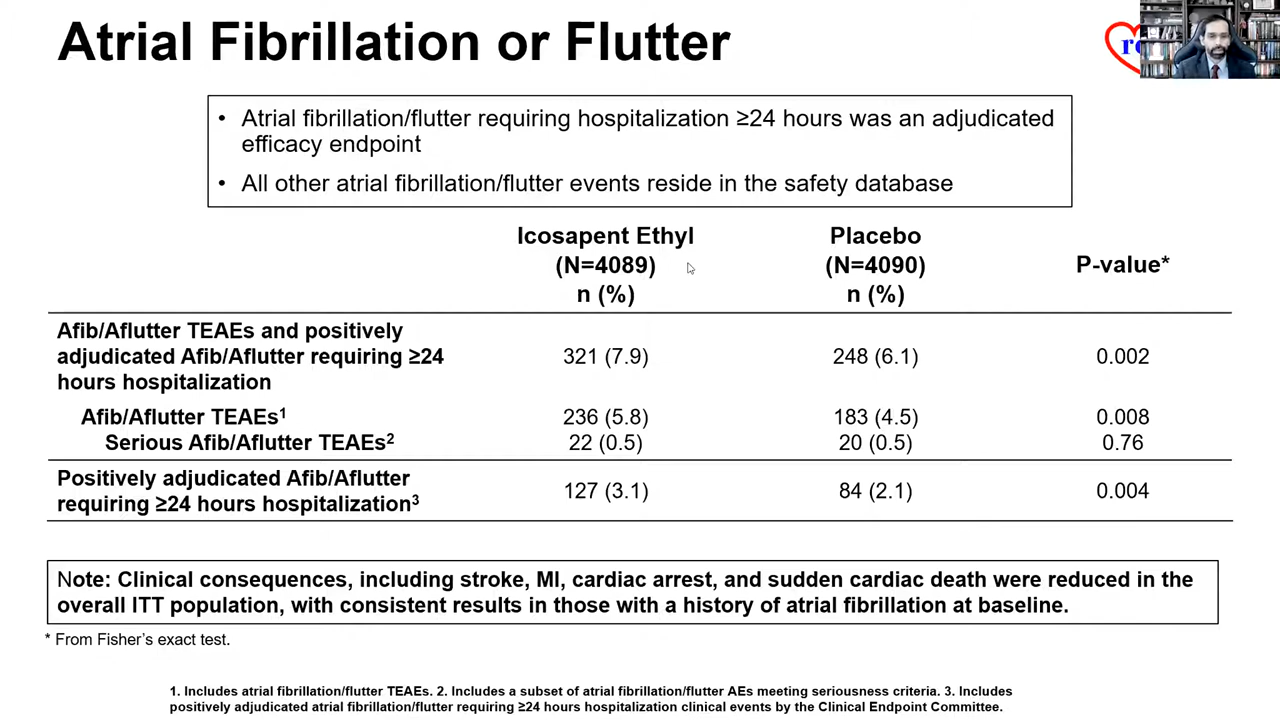 Atrial Fibrillation or Flutter
• Atrial fibrillation/flutter requiring hospitalization ≥24 hours was an adjudicated
efficacy endpoint
• All other atrial fibrillation/flutter events reside in the safety database
Icosapent Ethyl
(N=4089)
n (%)
Placebo
(N=4090)
n (%)
P-value*
Afib/Aflutter TEAEs and positively
adjudicated Afib/Aflutter requiring ≥24
hours hospitalization
321 (7.9)
248 (6.1)
0.002
Afib/Aflutter TEAEs¹
236 (5.8)
183 (4.5)
0.008
Serious Afib/Aflutter TEAEs²
22 (0.5)
20 (0.5)
0.76
Positively adjudicated Afib/Aflutter
requiring ≥24 hours hospitalization³
127 (3.1)
84 (2.1)
0.004
Note: Clinical consequences, including stroke, MI, cardiac arrest, and sudden cardiac death were reduced in the
overall ITT population, with consistent results in those with a history of atrial fibrillation at baseline.
* From Fisher's exact test.
1. Includes atrial fibrillation/flutter TEAEs. 2. Includes a subset of atrial fibrillation/flutter AEs meeting seriousness criteria. 3. Includes
positively adjudicated atrial fibrillation/flutter requiring ≥24 hours hospitalization clinical events by the Clinical Endpoint Committee.